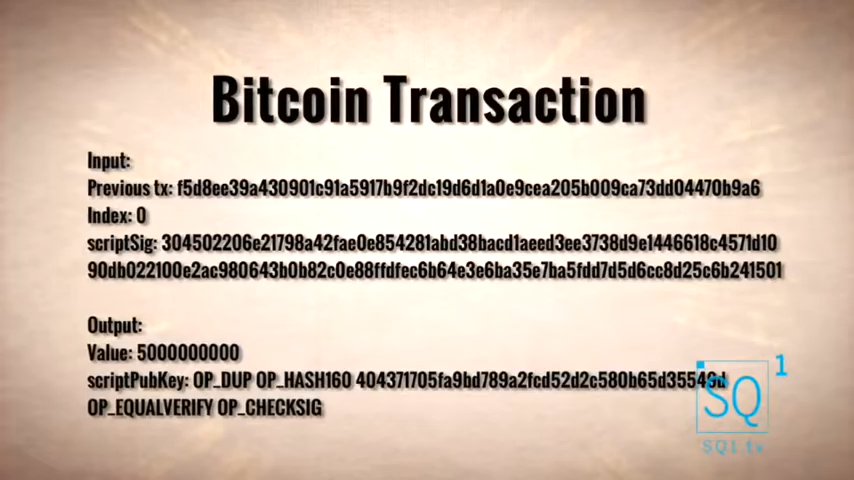 Bitcoin Transaction
Input:
Previous tx: f5d8ee39a430901c91a5917b9f2dc19d6d1a0e9cea205b009ca73dd04470b9a6
Index: 0
scriptSig: 304502206e21798a42fae0e854281abd38bacd1aeed3ee3738d9e1446618c4571d10
90db022100e2ac980643b0b82c0e88ffdfec6b64e3e6ba35e7ba5fdd7d5d6cc8d25c6b241501
Output:
Value: 5000000000
scriptPubKey: OP_DUP OP_HASH160 404371705fa9bd789a2fcd52d2c580b65d35549d
OP_EQUALVERIFY OP_CHECKSIG
SQ 1
SQ1.tv